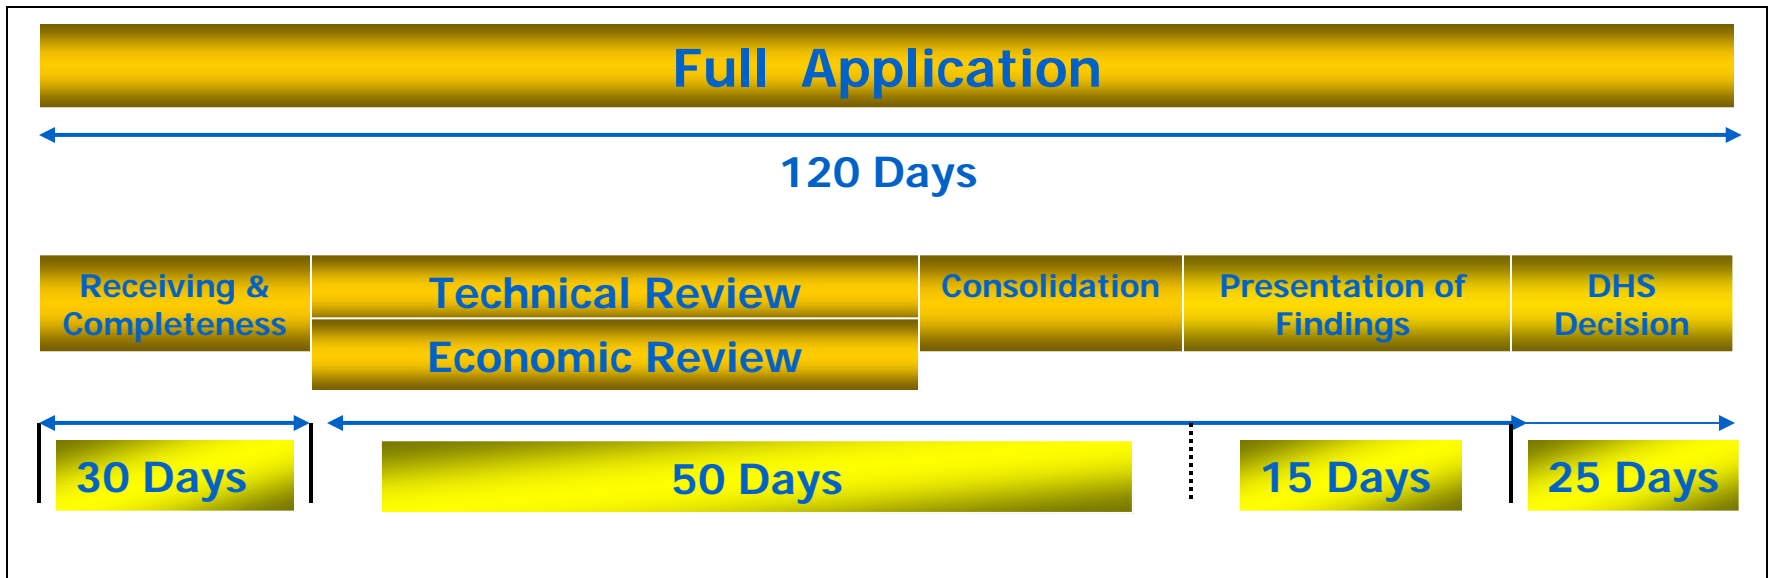 Full Application
120 Days
Receiving &
Completeness
Technical Review
Economic Review
Consolidation
Presentation of
Findings
DHS
Decision
30 Days
50 Days
15 Days
25 Days